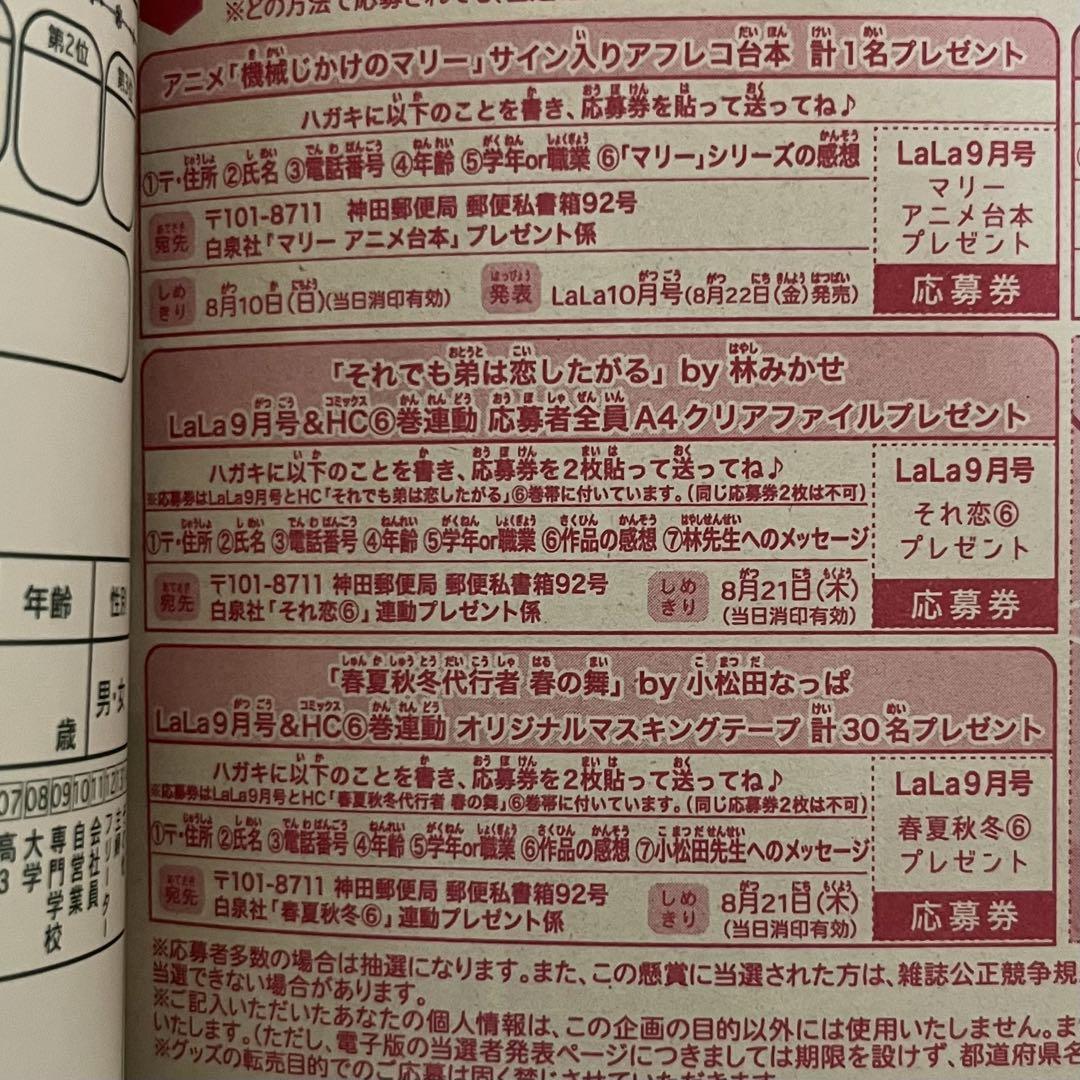 ※どの方法で応募されても、
第2位
第3位
アニメ「機械じかけのマリー」サイン入りアフレコ台本 計1名プレゼント
ハガキに以下のことを書き、応募券を貼って送ってね♪
①〒・住所 ②氏名 ③電話番号 ④年齢 ⑤学年or職業 ⑥「マリー」シリーズの感想
宛先 〒101-8711 神田郵便局 郵便私書箱92号
白泉社「マリー アニメ台本」プレゼント係
しめきり 8月10日(日)(当日消印有効) 発表 LaLa10月号(8月22日(金)発売)
LaLa9月号
マリー
アニメ台本
プレゼント
応募券
「それでも弟は恋したがる」by 林みかせ
LaLa9月号&HC⑥巻連動 応募者全員A4クリアファイルプレゼント
ハガキに以下のことを書き、応募券を2枚貼って送ってね♪
※応募券はLaLa9月号とHC「それでも弟は恋したがる」⑥巻帯に付いています。(同じ応募券2枚は不可)
①〒・住所 ②氏名 ③電話番号 ④年齢 ⑤学年or職業 ⑥作品の感想 ⑦林先生へのメッセージ
宛先 〒101-8711 神田郵便局 郵便私書箱92号
白泉社「それ恋⑥」連動プレゼント係
しめきり 8月21日(木)
(当日消印有効)
LaLa9月号
それ恋⑥
プレゼント
応募券
「春夏秋冬代行者 春の舞」by 小松田なっぱ
LaLa9月号&HC⑥巻連動 オリジナルマスキングテープ 計30名プレゼント
ハガキに以下のことを書き、応募券を2枚貼って送ってね♪
※応募券はLaLa9月号とHC「春夏秋冬代行者 春の舞」⑥巻帯に付いています。(同じ応募券2枚は不可)
①〒・住所 ②氏名 ③電話番号 ④年齢 ⑤学年or職業 ⑥作品の感想 ⑦小松田先生へのメッセージ
宛先 〒101-8711 神田郵便局 郵便私書箱92号
白泉社「春夏秋冬⑥」連動プレゼント係
しめきり 8月21日(木)
(当日消印有効)
LaLa9月号
春夏秋冬⑥
プレゼント
応募券
※応募者多数の場合は抽選になります。また、この懸賞に当選された方は、雑誌公正競争規
当選できない場合があります。
※ご記入いただいたあなたの個人情報は、この企画の目的以外には使用いたしません。ま
いたします。(ただし、電子版の当選者発表ページにつきましては期限を設けず、都道府県名
※グッズの転売目的でのご応募は固く禁じさせていただきます。
年齢
性別
歳
男・女
07 08 09 10 11 12
高3
大学
専門学校
自営業
会社員
フリーター